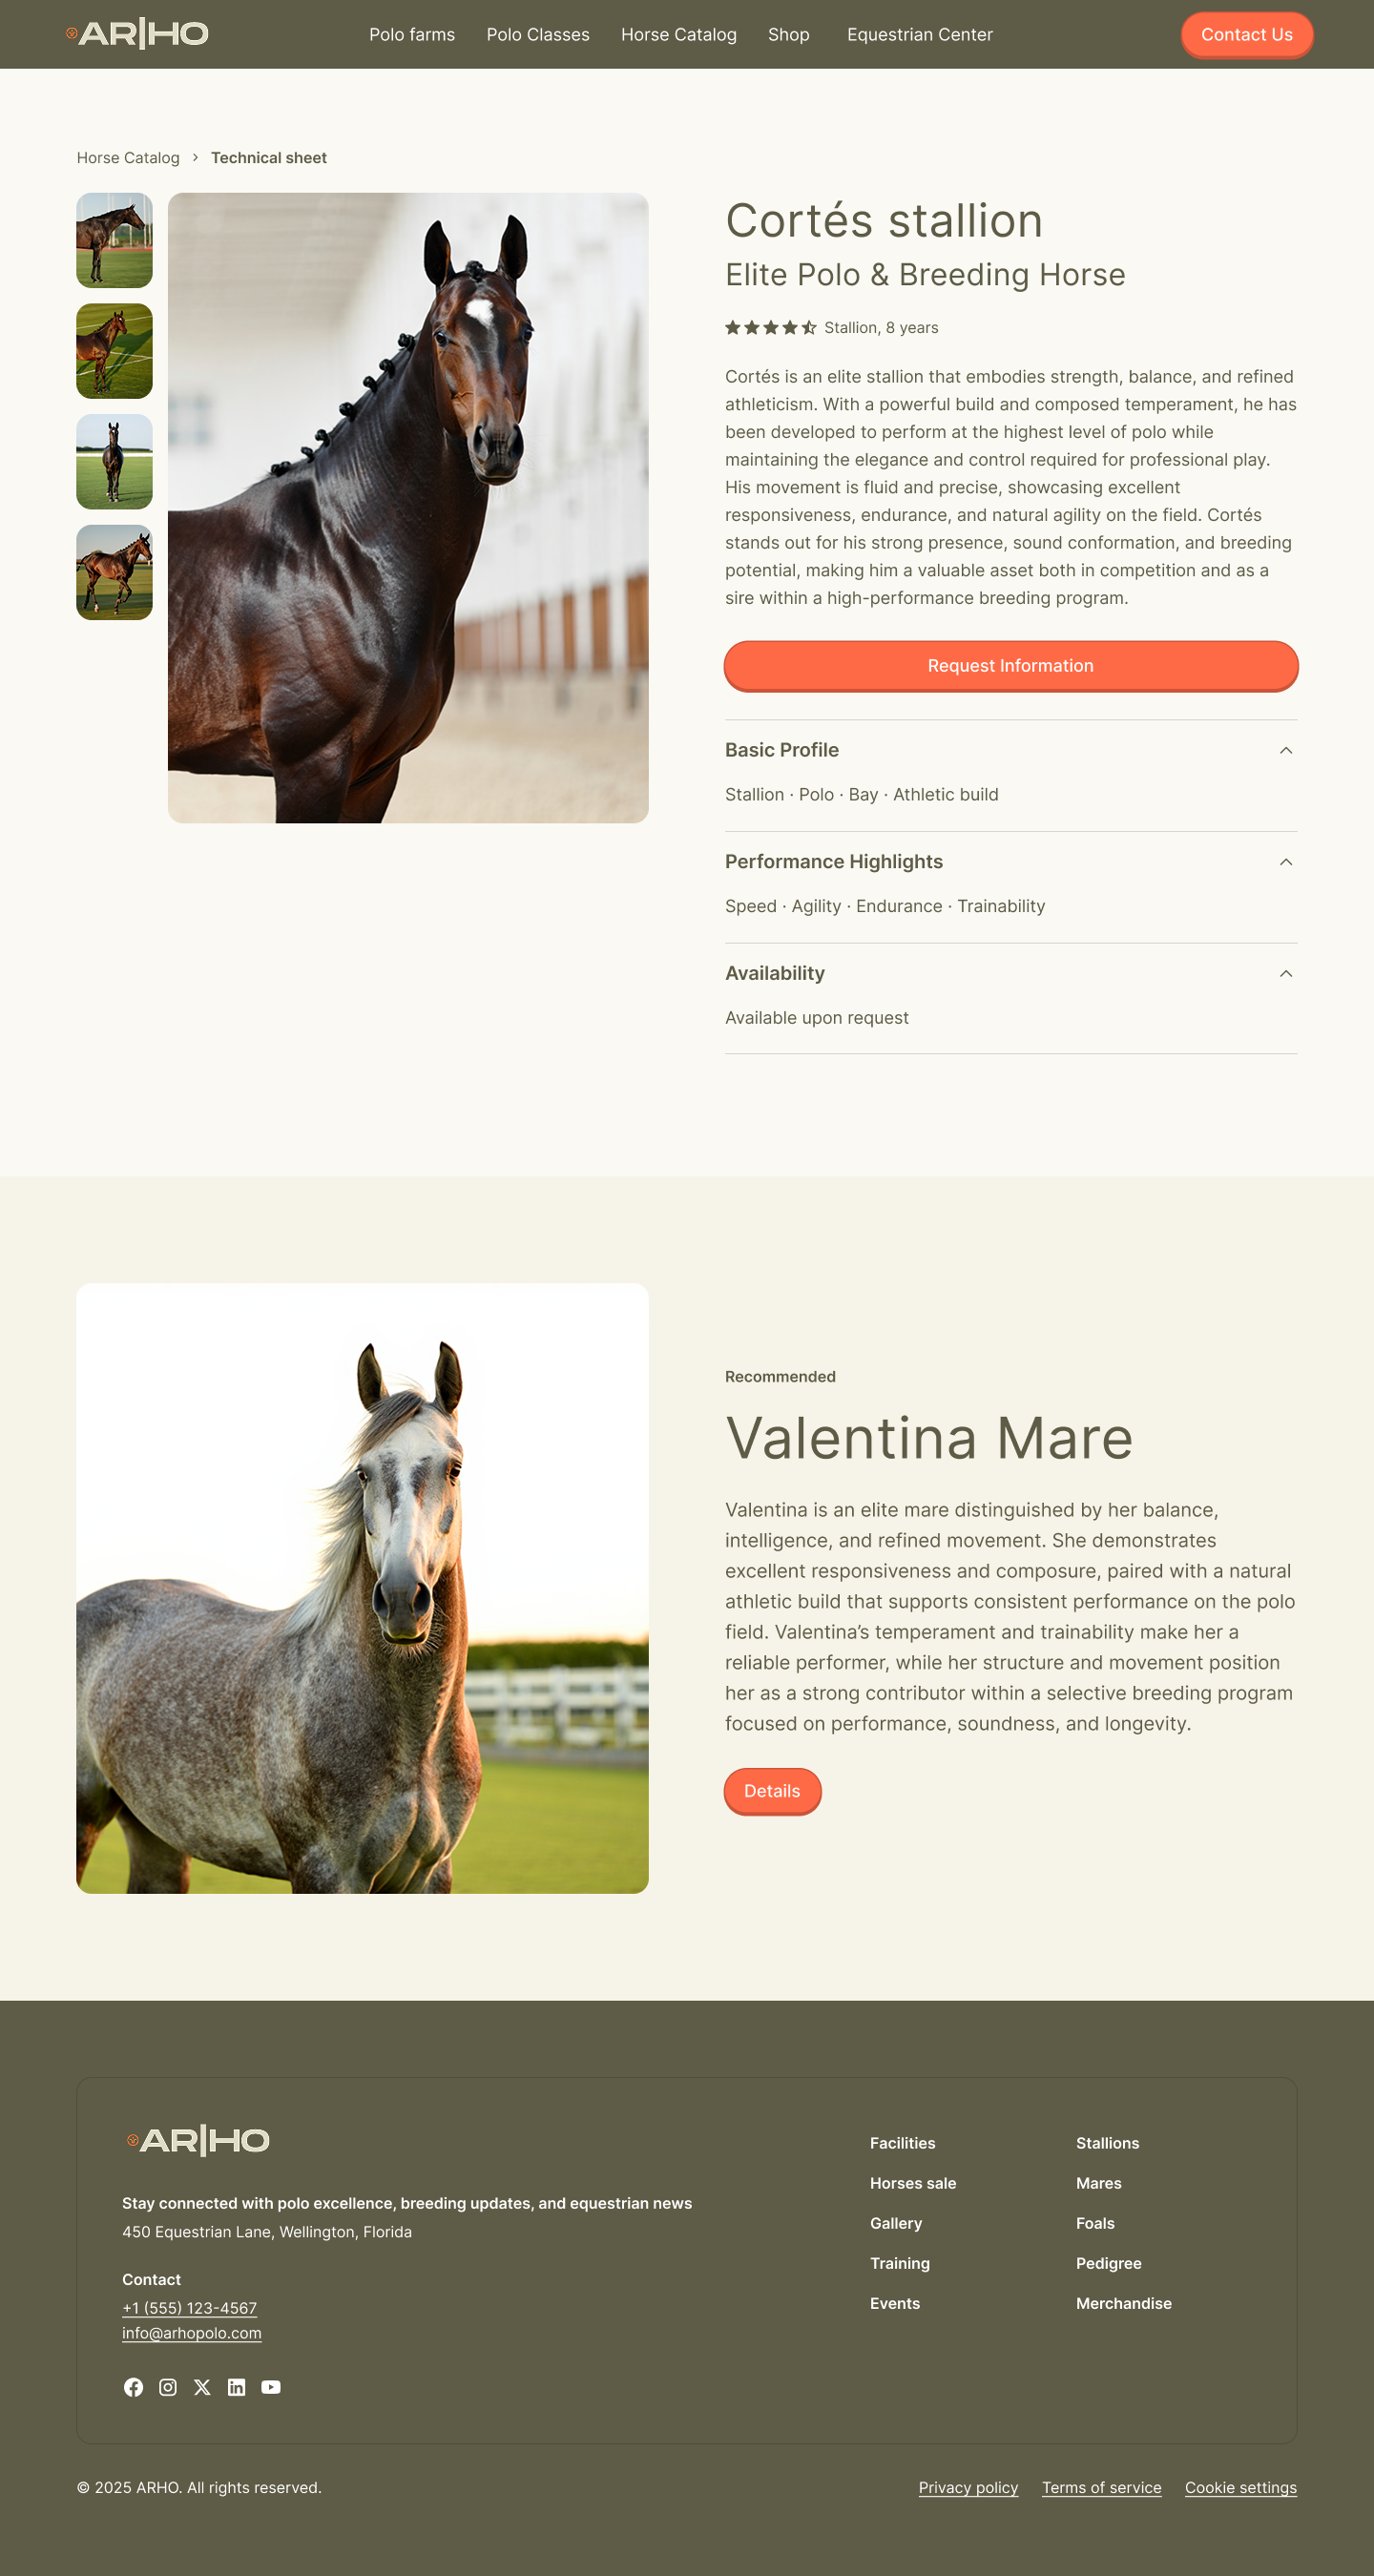 AR|HO
Polo farms
Polo Classes
Horse Catalog
Shop
Equestrian Center
Contact Us
Horse Catalog > Technical sheet
Cortés stallion
Elite Polo & Breeding Horse
Stallion, 8 years
Cortés is an elite stallion that embodies strength, balance, and refined
athleticism. With a powerful build and composed temperament, he has
been developed to perform at the highest level of polo while
maintaining the elegance and control required for professional play.
His movement is fluid and precise, showcasing excellent
responsiveness, endurance, and natural agility on the field. Cortés
stands out for his strong presence, sound conformation, and breeding
potential, making him a valuable asset both in competition and as a
sire within a high-performance breeding program.
Request Information
Basic Profile
Stallion · Polo · Bay · Athletic build
Performance Highlights
Speed · Agility · Endurance · Trainability
Availability
Available upon request
Recommended
Valentina Mare
Valentina is an elite mare distinguished by her balance,
intelligence, and refined movement. She demonstrates
excellent responsiveness and composure, paired with a natural
athletic build that supports consistent performance on the polo
field. Valentina’s temperament and trainability make her a
reliable performer, while her structure and movement position
her as a strong contributor within a selective breeding program
focused on performance, soundness, and longevity.
Details
AR|HO
Stay connected with polo excellence, breeding updates, and equestrian news
450 Equestrian Lane, Wellington, Florida
Contact
+1 (555) 123-4567
info@arhopolo.com
Facilities
Horses sale
Gallery
Training
Events
Stallions
Mares
Foals
Pedigree
Merchandise
© 2025 ARHO. All rights reserved.
Privacy policy
Terms of service
Cookie settings